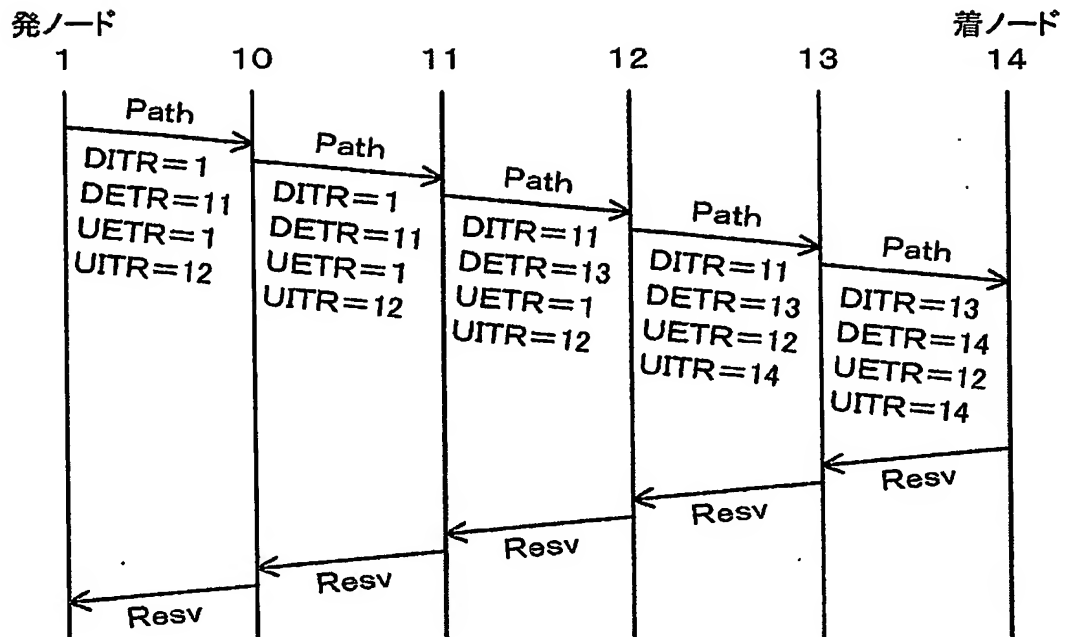 発ノード
着ノード
1 10 11 12 13 14
Path
DITR=1
DETR=11
UETR=1
UITR=12
Path
DITR=1
DETR=11
UETR=1
UITR=12
Path
DITR=11
DETR=13
UETR=1
UITR=12
Path
DITR=11
DETR=13
UETR=12
UITR=14
Path
DITR=13
DETR=14
UETR=12
UITR=14
Resv
Resv
Resv
Resv
Resv